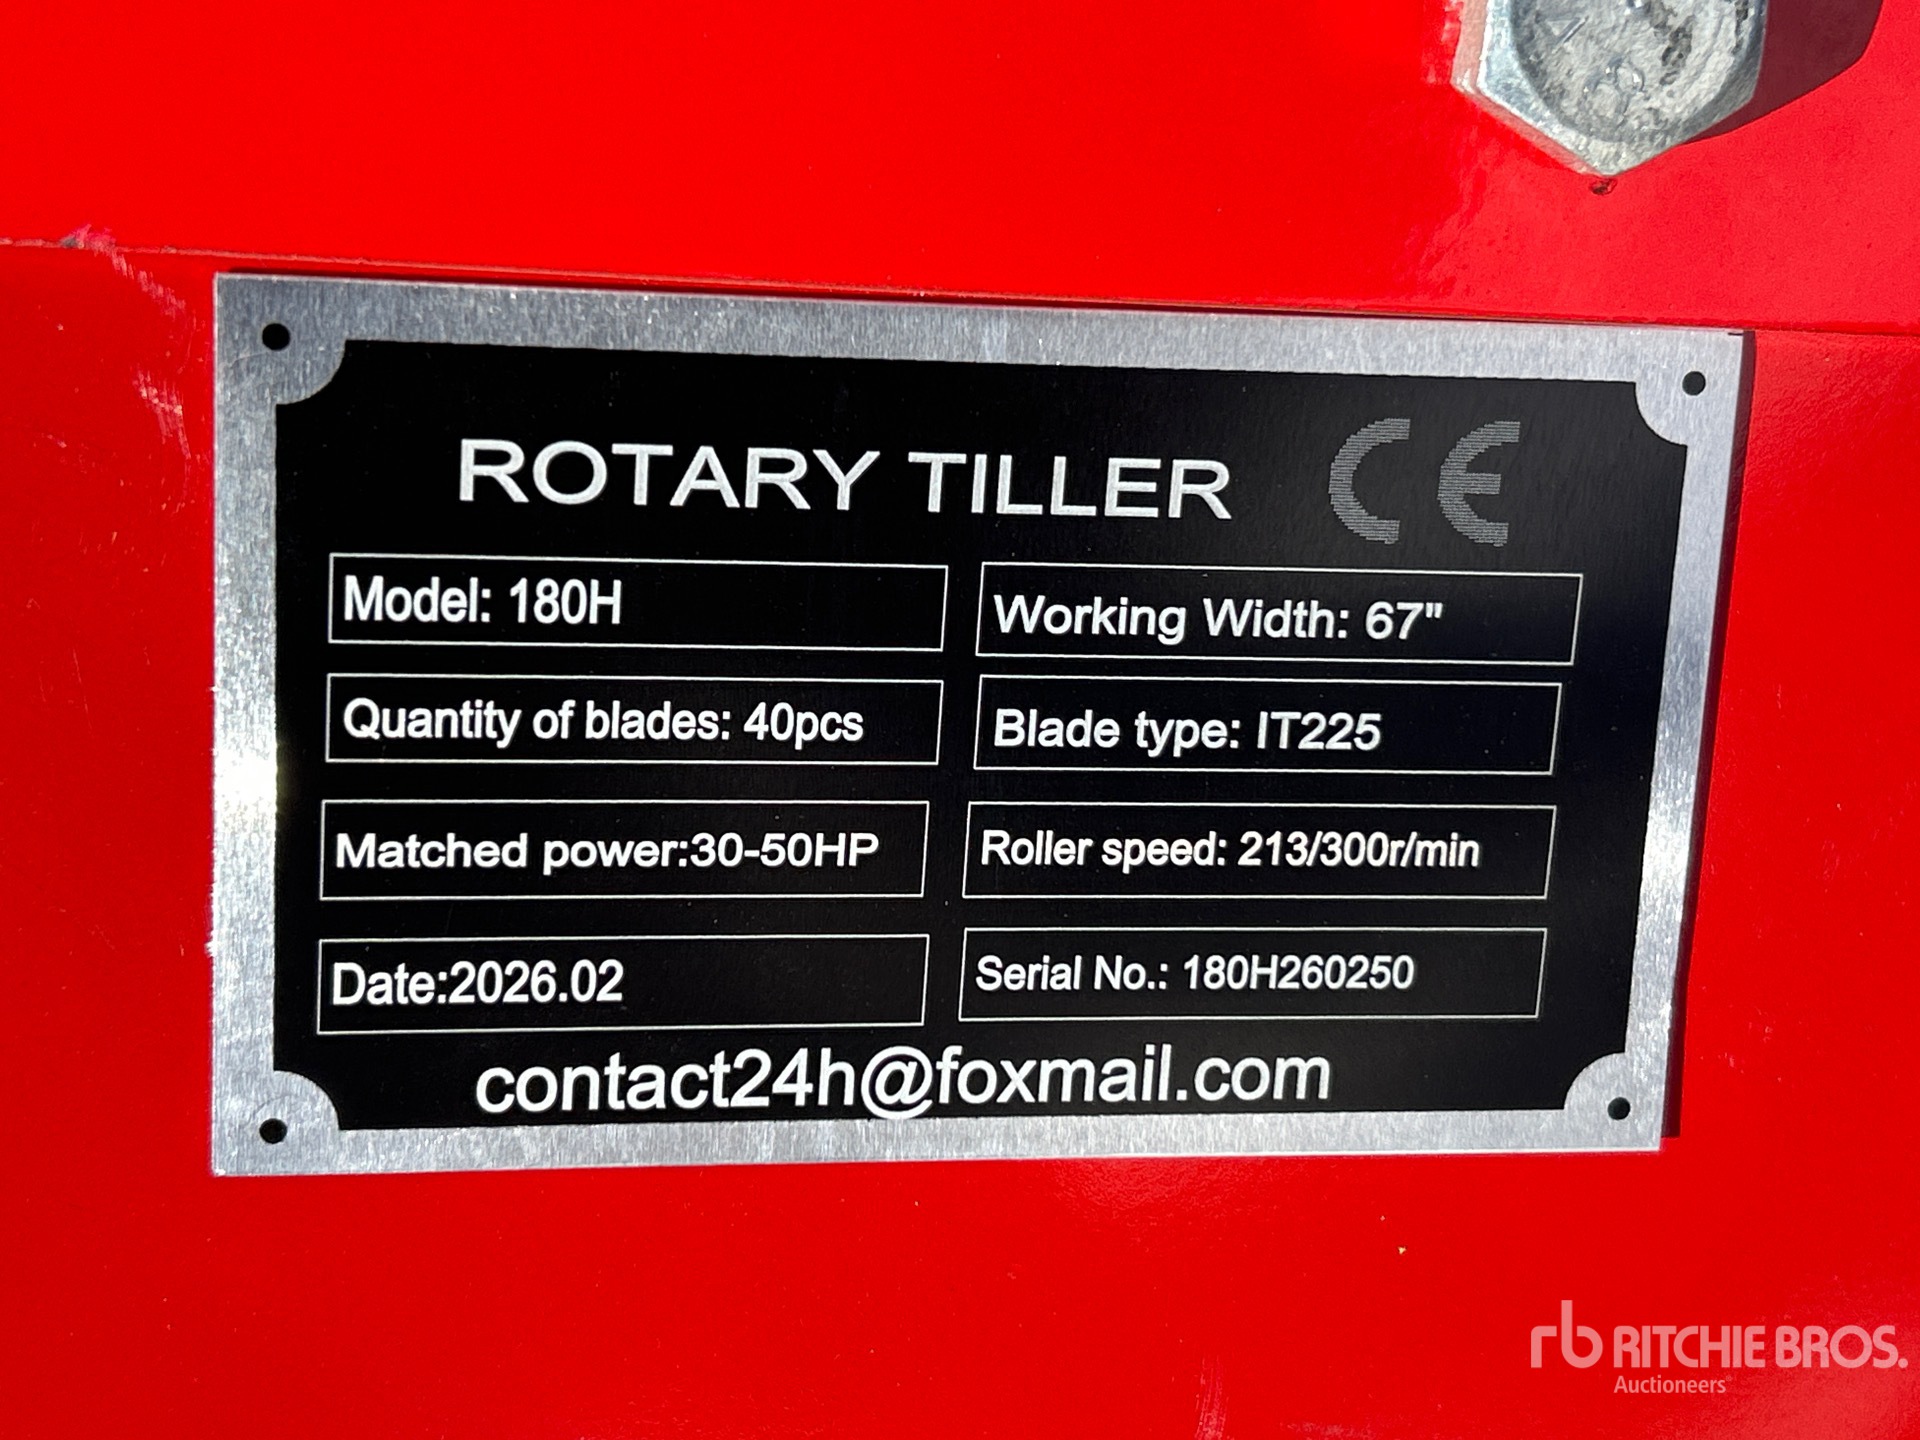 ROTARY TILLER CE
Model: 180H
Working Width: 67"
Quantity of blades: 40pcs
Blade type: IT225
Matched power:30-50HP
Roller speed: 213/300r/min
Date:2026.02
Serial No.: 180H260250
contact24h@foxmail.com
rb RITCHIE BROS.
Auctioneers